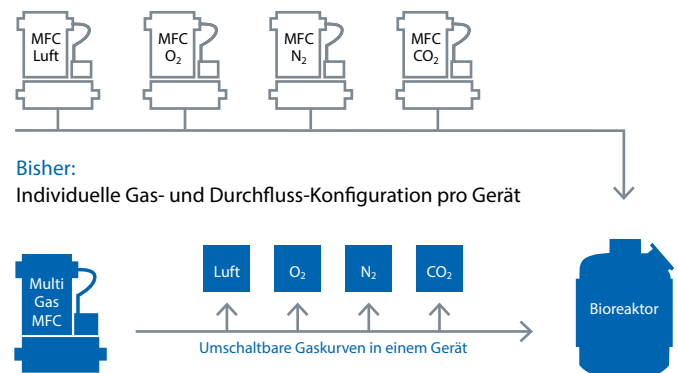 MFC
Luft
MFC
O₂
MFC
N₂
MFC
CO₂
Bisher:
Individuelle Gas- und Durchfluss-Konfiguration pro Gerät
Multi
Gas
MFC
Luft
O₂
N₂
CO₂
Umschaltbare Gaskurven in einem Gerät
Bioreaktor